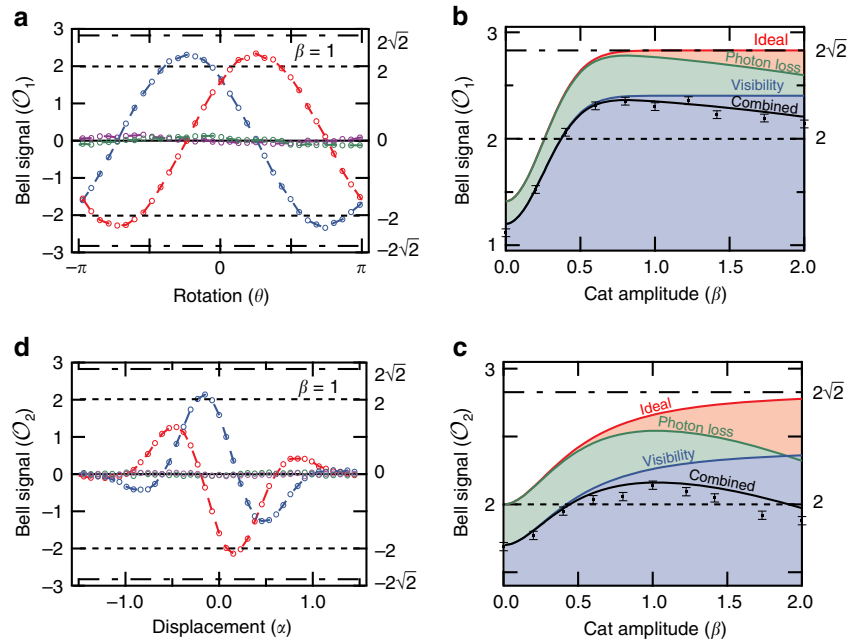 a
3
2
1
0
−1
−2
−3
2√2
2
0
−2
−2√2
β = 1
−π
0
π
Rotation (θ)
Bell signal (𝒪₁)
b
3
2
1
2√2
2
Ideal
Photon loss
Visibility
Combined
0.0
0.5
1.0
1.5
2.0
Cat amplitude (β)
Bell signal (𝒪₁)
d
3
2
1
0
−1
−2
−3
2√2
2
0
−2
−2√2
β = 1
−1.0
0.0
1.0
Displacement (α)
Bell signal (𝒪₂)
c
3
2
2√2
2
Ideal
Photon loss
Visibility
Combined
0.0
0.5
1.0
1.5
2.0
Cat amplitude (β)
Bell signal (𝒪₂)